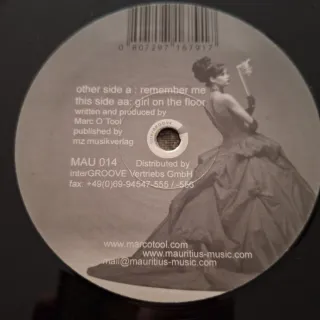 0 807297 187917
other side a : remember me
this side aa: girl on the floor
written and produced by
Marc O Tool
published by
mz musikverlag
MAU 014 Distributed by
interGROOVE Vertriebs GmbH
fax +49(0)69-94547-555 / -556
www.marcotool.com
www.mauritius-music.com
mail@mauritius-music.com